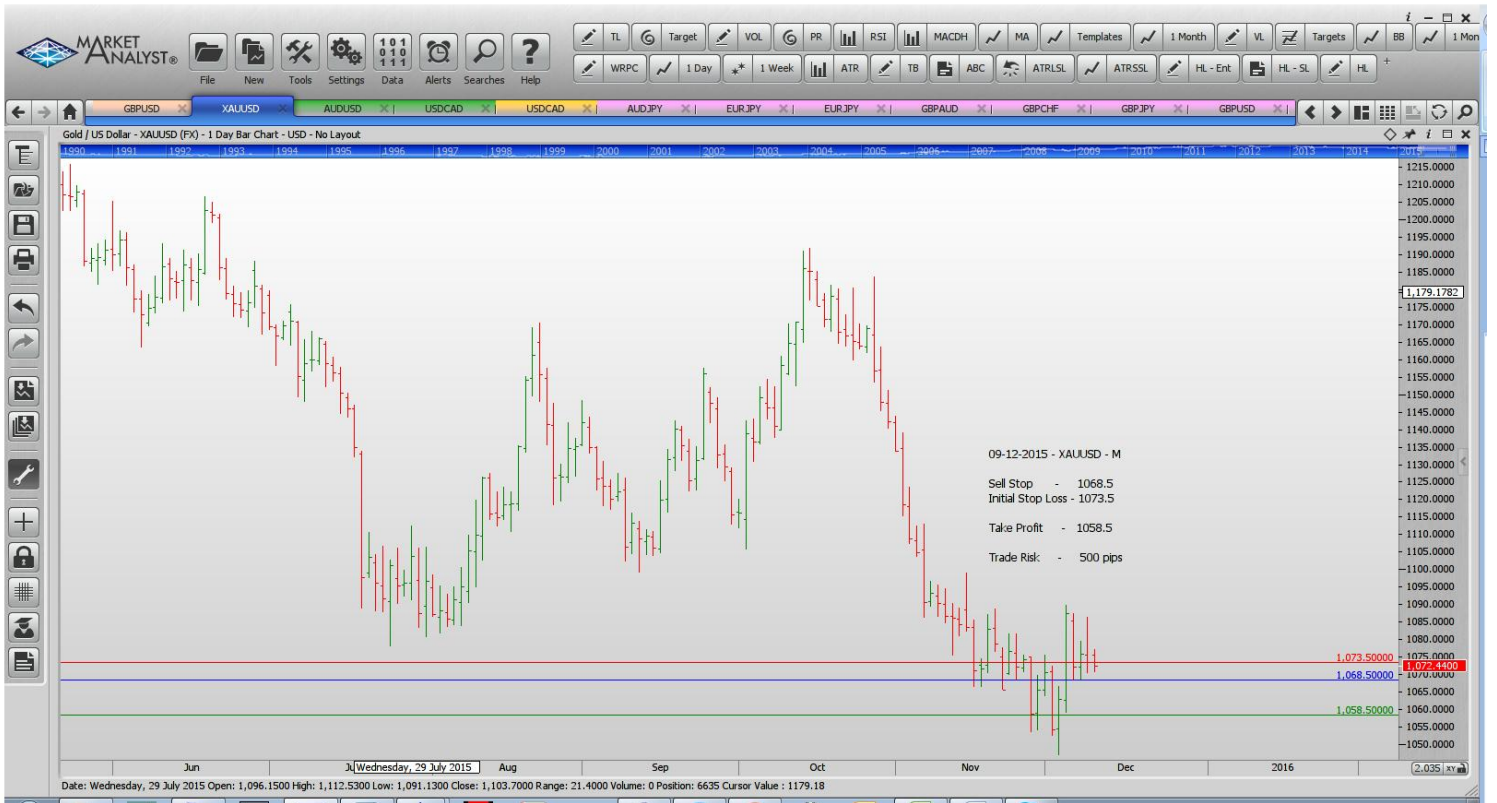 MARKET
ANALYST®
File New Tools Settings Data Alerts Searches Help
TL Target VOL PR RSI MACDH MA Templates 1 Month VL Targets BB 1 Mon
WRPC 1 Day 1 Week ATR TB ABC ATRLSL ATRSSL HL - Ent HL - SL HL
GBPUSD XAUUSD AUDUSD USDCAD USDCAD AUDJPY EURJPY EURJPY GBPAUD GBPCHF GBPJPY GBPUSD
Gold / US Dollar - XAUUSD (FX) - 1 Day Bar Chart - USD - No Layout
1990 1991 1992 1993 1994 1995 1996 1997 1998 1999 2000 2001 2002 2003 2004 2005 2006 2007 2008 2009 2010 2011 2012 2013 2014 2015
1215.0000
1210.0000
1205.0000
1200.0000
1195.0000
1190.0000
1185.0000
1,179.1782
1175.0000
1170.0000
1165.0000
1160.0000
1155.0000
1150.0000
1145.0000
1140.0000
1135.0000
1130.0000
1125.0000
1120.0000
1115.0000
1110.0000
1105.0000
1100.0000
1095.0000
1090.0000
1085.0000
1080.0000
1075.0000
1,072.4400
1070.0000
1065.0000
1060.0000
1055.0000
1050.0000
09-12-2015 - XAUUSD - M
Sell Stop - 1068.5
Initial Stop Loss - 1073.5
Take Profit - 1058.5
Trade Risk - 500 pips
1,073.50000
1,068.50000
1,058.50000
Jun Wednesday, 29 July 2015 Aug Sep Oct Nov Dec 2016 2.035 XY
Date: Wednesday, 29 July 2015 Open: 1,096.1500 High: 1,112.5300 Low: 1,091.1300 Close: 1,103.7000 Range: 21.4000 Volume: 0 Position: 6635 Cursor Value : 1179.18